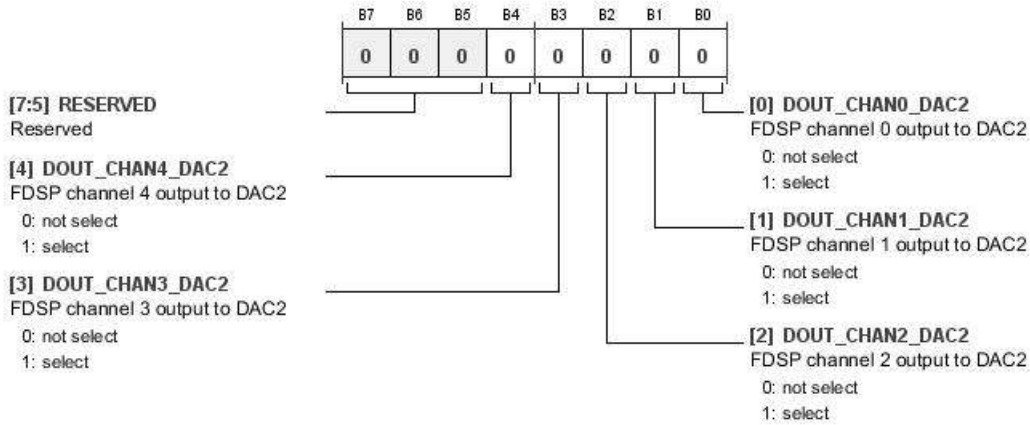 B7 B6 B5 B4 B3 B2 B1 B0
0 0 0 0 0 0 0 0
[7:5] RESERVED
Reserved
[4] DOUT_CHAN4_DAC2
FDSP channel 4 output to DAC2
0: not select
1: select
[3] DOUT_CHAN3_DAC2
FDSP channel 3 output to DAC2
0: not select
1: select
[0] DOUT_CHAN0_DAC2
FDSP channel 0 output to DAC2
0: not select
1: select
[1] DOUT_CHAN1_DAC2
FDSP channel 1 output to DAC2
0: not select
1: select
[2] DOUT_CHAN2_DAC2
FDSP channel 2 output to DAC2
0: not select
1: select